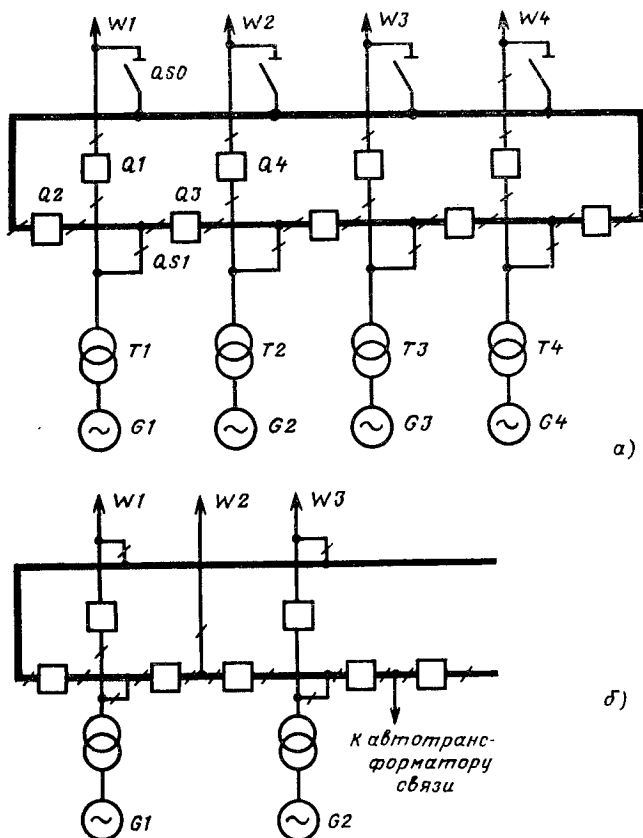 W1 W2 W3 W4
QS0
Q1 Q4
Q2 Q3
QS1
T1 T2 T3 T4
G1 G2 G3 G4
а)
W1 W2 W3
б)
К автотранс-
форматору
связи
G1 G2